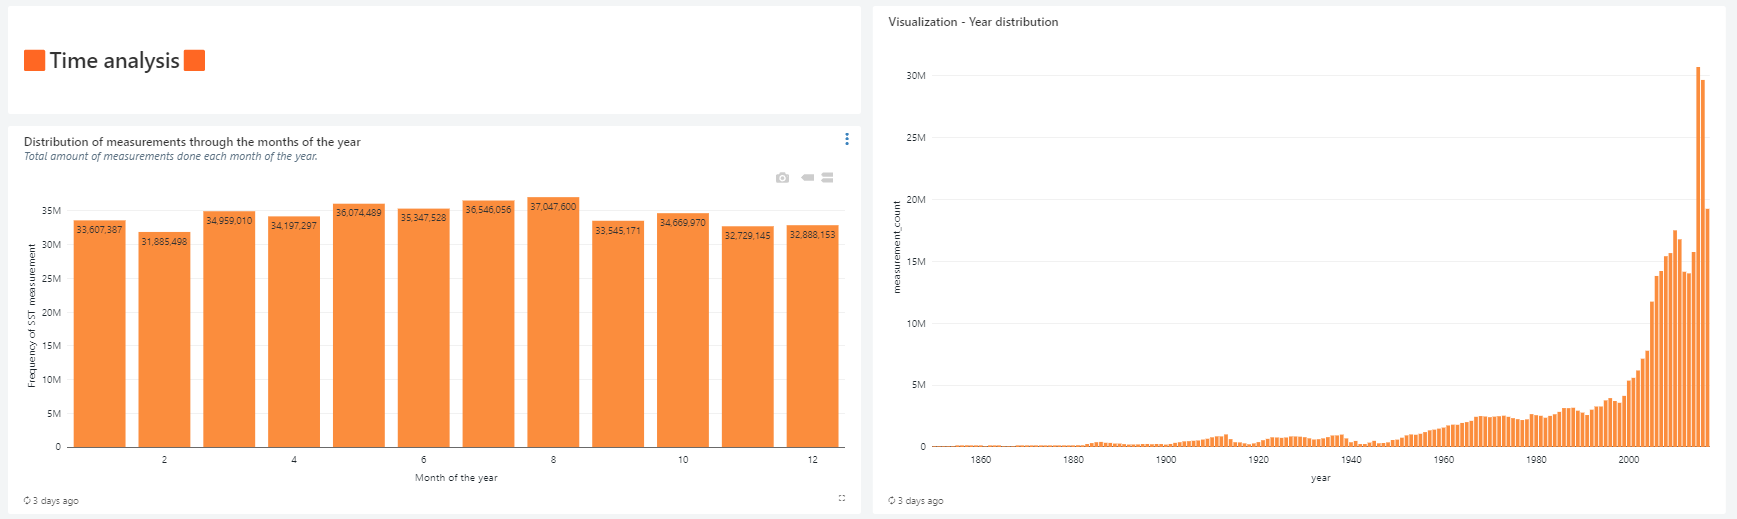 Time analysis
Distribution of measurements through the months of the year
Total amount of measurements done each month of the year.
Frequency of SST measurement
35M
30M
25M
20M
15M
10M
5M
0
33,607,387
31,885,498
34,959,010
34,197,297
36,074,489
35,347,528
36,546,056
37,047,600
33,545,171
34,669,970
32,729,145
32,888,153
2 4 6 8 10 12
Month of the year
3 days ago
Visualization - Year distribution
measurement_count
30M
25M
20M
15M
10M
5M
0
1860 1880 1900 1920 1940 1960 1980 2000
year
3 days ago